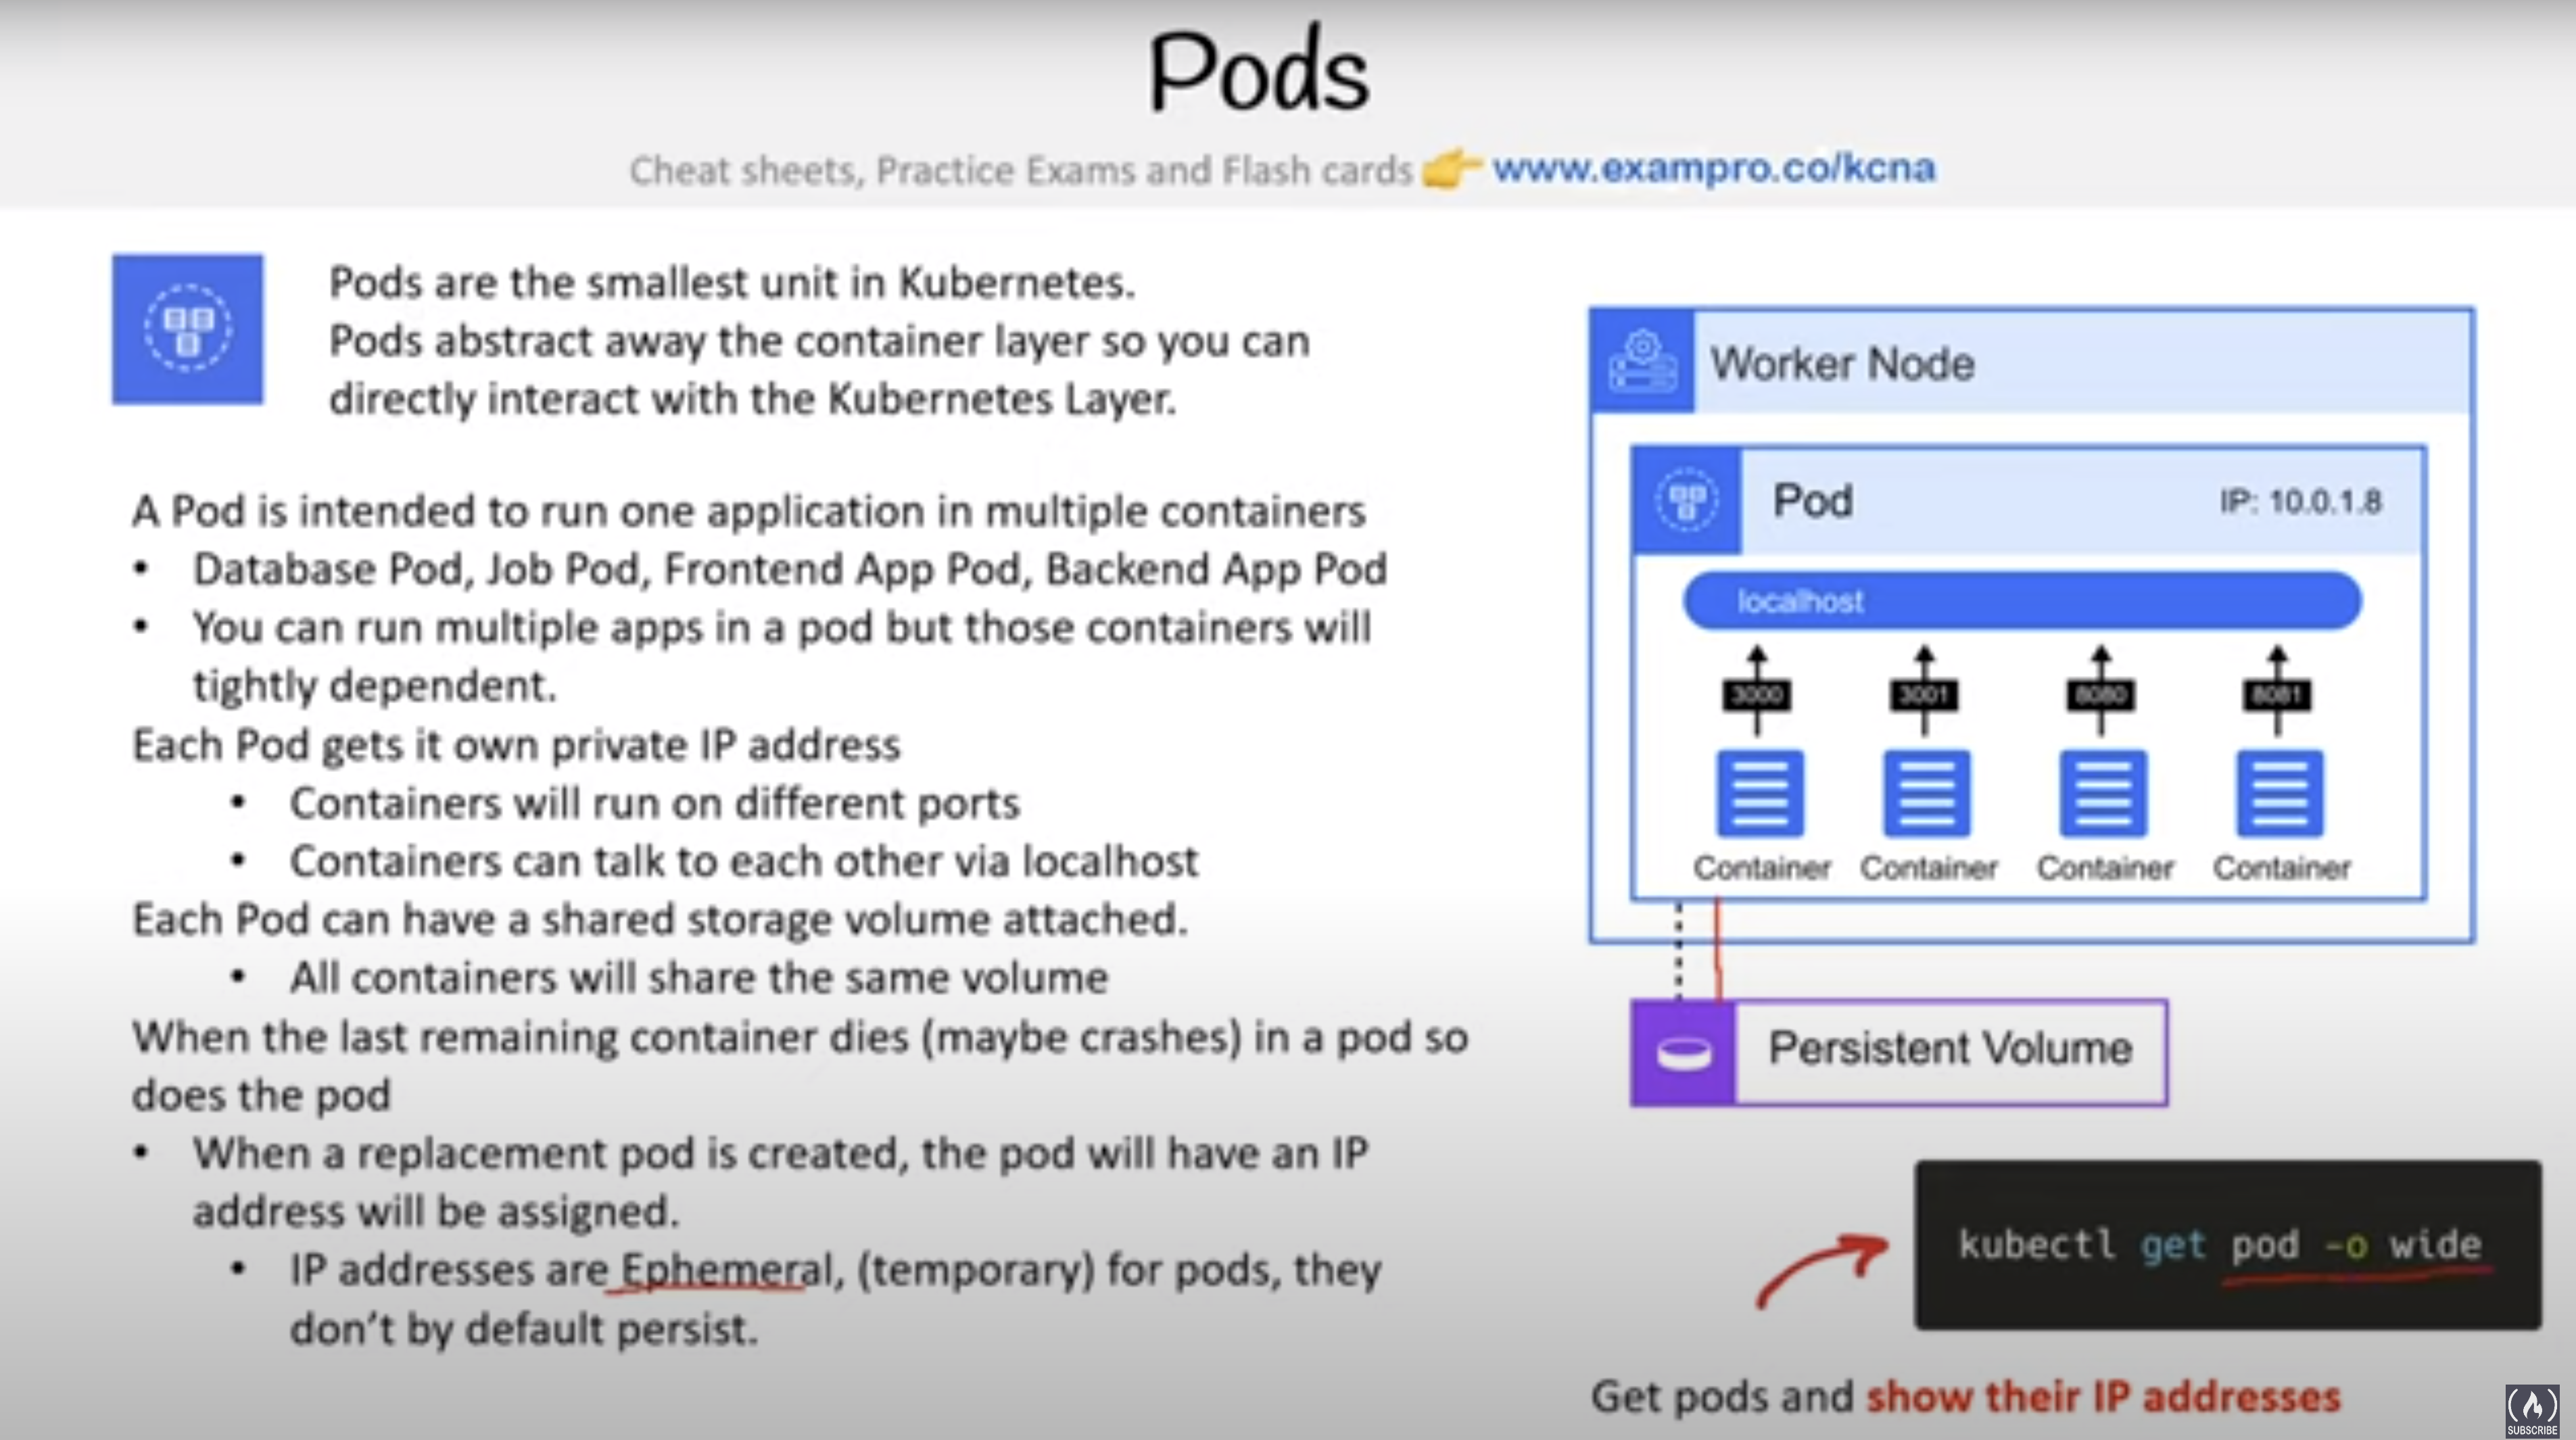 Pods
Cheat sheets, Practice Exams and Flash cards 👉 www.exampro.co/kcna
Pods are the smallest unit in Kubernetes.
Pods abstract away the container layer so you can
directly interact with the Kubernetes Layer.
A Pod is intended to run one application in multiple containers
• Database Pod, Job Pod, Frontend App Pod, Backend App Pod
• You can run multiple apps in a pod but those containers will
tightly dependent.
Each Pod gets it own private IP address
• Containers will run on different ports
• Containers can talk to each other via localhost
Each Pod can have a shared storage volume attached.
• All containers will share the same volume
When the last remaining container dies (maybe crashes) in a pod so
does the pod
• When a replacement pod is created, the pod will have an IP
address will be assigned.
• IP addresses are Ephemeral, (temporary) for pods, they
don't by default persist.
Worker Node
Pod IP: 10.0.1.8
localhost
3000 3001 8080 8081
Container Container Container Container
Persistent Volume
kubectl get pod -o wide
Get pods and show their IP addresses
SUBSCRIBE